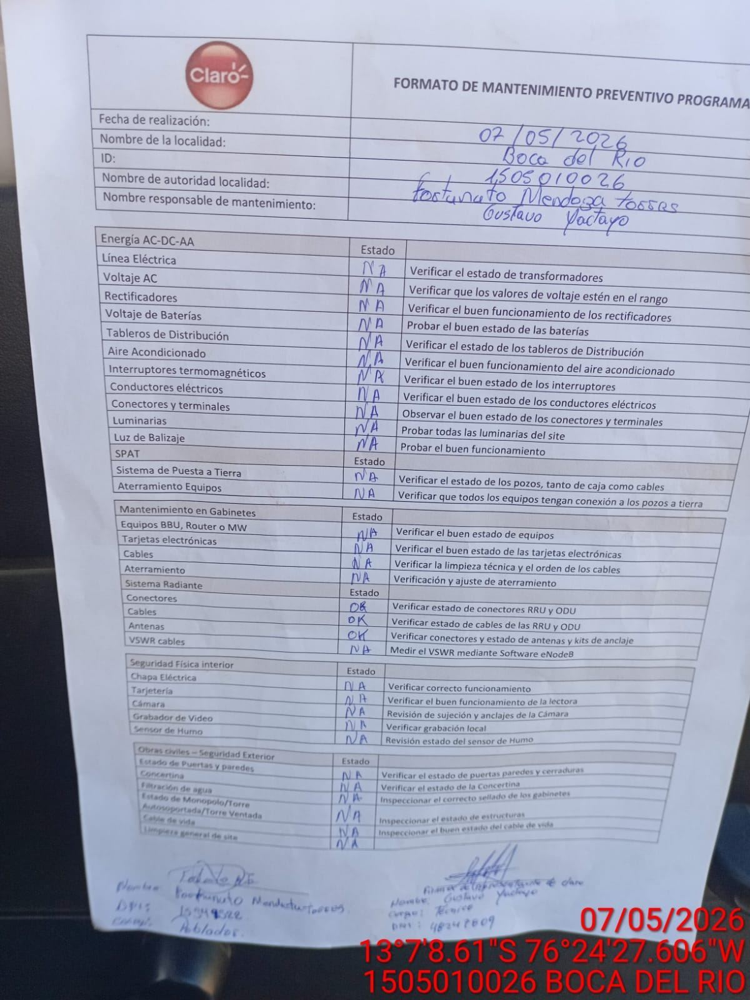 Claro
FORMATO DE MANTENIMIENTO PREVENTIVO PROGRAMA
Fecha de realización: 07/05/2026
Nombre de la localidad: Boca del Rio
ID: 1505010026
Nombre de autoridad localidad: Fortunato Mendoza Torres
Nombre responsable de mantenimiento: Gustavo Yactayo
Energía AC-DC-AA Estado
Línea Eléctrica NA Verificar el estado de transformadores
Voltaje AC NA Verificar que los valores de voltaje estén en el rango
Rectificadores NA Verificar el buen funcionamiento de los rectificadores
Voltaje de Baterías NA Probar el buen estado de las baterías
Tableros de Distribución NA Verificar el estado de los tableros de Distribución
Aire Acondicionado NA Verificar el buen funcionamiento del aire acondicionado
Interruptores termomagnéticos NA Verificar el buen estado de los interruptores
Conductores eléctricos NA Verificar el buen estado de los conductores eléctricos
Conectores y terminales NA Observar el buen estado de los conectores y terminales
Luminarias NA Probar todas las luminarias del site
Luz de Balizaje NA Probar el buen funcionamiento
SPAT Estado
Sistema de Puesta a Tierra NA Verificar el estado de los pozos, tanto de caja como cables
Aterramiento Equipos NA Verificar que todos los equipos tengan conexión a los pozos a tierra
Mantenimiento en Gabinetes Estado
Equipos BBU, Router o MW NA Verificar el buen estado de equipos
Tarjetas electrónicas NA Verificar el buen estado de las tarjetas electrónicas
Cables NA Verificar la limpieza técnica y el orden de los cables
Aterramiento NA Verificación y ajuste de aterramiento
Sistema Radiante Estado
Conectores OK Verificar estado de conectores RRU y ODU
Cables OK Verificar estado de cables de las RRU y ODU
Antenas OK Verificar conectores y estado de antenas y kits de anclaje
VSWR cables NA Medir el VSWR mediante Software eNodeB
Seguridad Física interior Estado
Chapa Eléctrica NA Verificar correcto funcionamiento
Tarjetería NA Verificar el buen funcionamiento de la lectora
Cámara NA Revisión de sujeción y anclajes de la Cámara
Grabador de Video NA Verificar grabación local
Sensor de Humo NA Revisión estado del sensor de Humo
Obras civiles – Seguridad Exterior Estado
Estado de Puertas y paredes NA Verificar el estado de puertas paredes y cerraduras
Concertina NA Verificar el estado de la Concertina
Filtración de agua NA Inspeccionar el correcto sellado de los gabinetes
Estado de Monopolo/Torre
Autosoportada/Torre Ventada NA Inspeccionar el estado de estructuras
Cable de vida NA Inspeccionar el buen estado del cable de vida
Limpieza general de site NA
Nombre Fortunato Mendoza Torres
DNI:
Poblados.
Firma de representante de claro
Nombre: Gustavo Yactayo
Cargo: Técnico
DNI: 48247809
07/05/2026
13°7'8.61"S 76°24'27.606"W
1505010026 BOCA DEL RIO